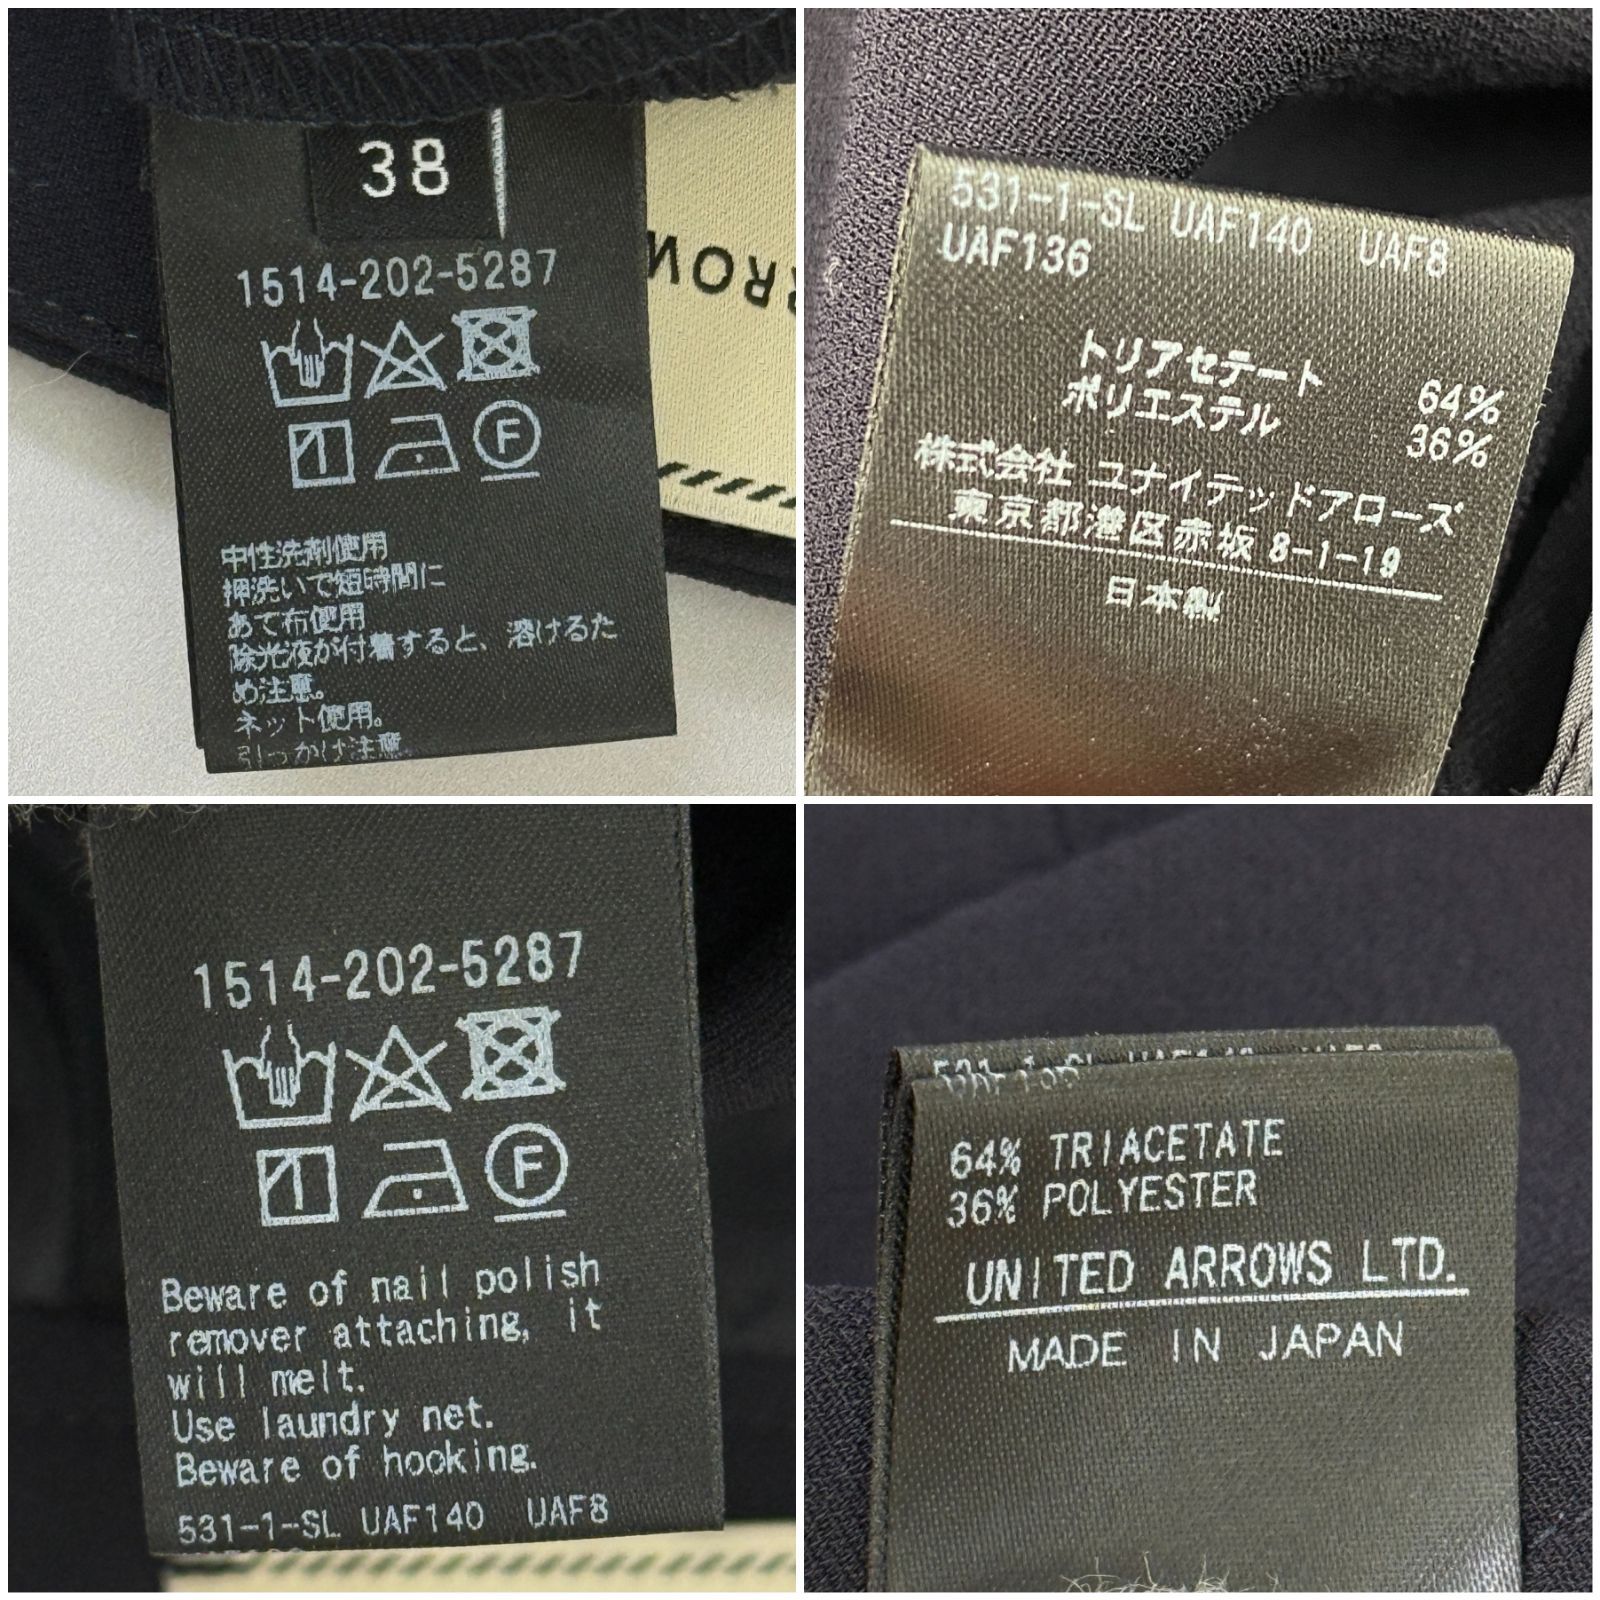 38
1514-202-5287
F
中性洗剤使用
押洗いで短時間に
あて布使用
除光液が付着すると、溶けるた
め注意。
ネット使用。
引っかけ注意
531-1-SL UAF140 UAF8
UAF136
トリアセテート 64%
ポリエステル 36%
株式会社 ユナイテッドアローズ
東京都港区赤坂 8-1-19
日本製
1514-202-5287
F
Beware of nail polish
remover attaching, it
will melt.
Use laundry net.
Beware of hooking.
531-1-SL UAF140 UAF8
64% TRIACETATE
36% POLYESTER
UNITED ARROWS LTD.
MADE IN JAPAN